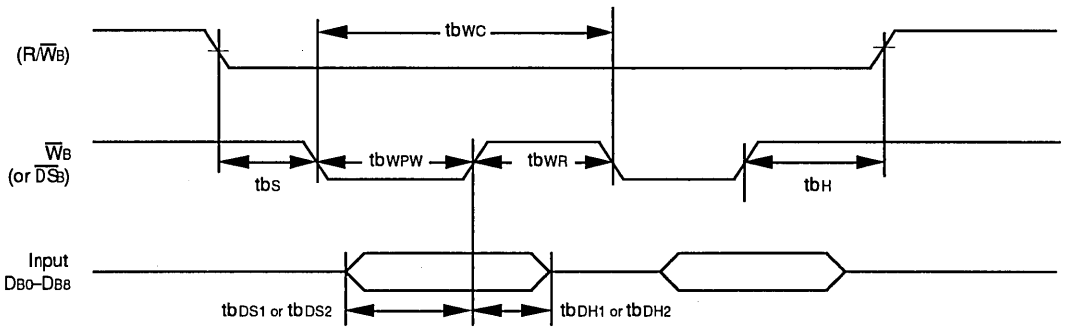 tbWC
(R/W̅B)
W̅B
(or D̅S̅B)
tbS
tbWPW
tbWR
tbH
Input
DB0–DB8
tbDS1 or tbDS2
tbDH1 or tbDH2